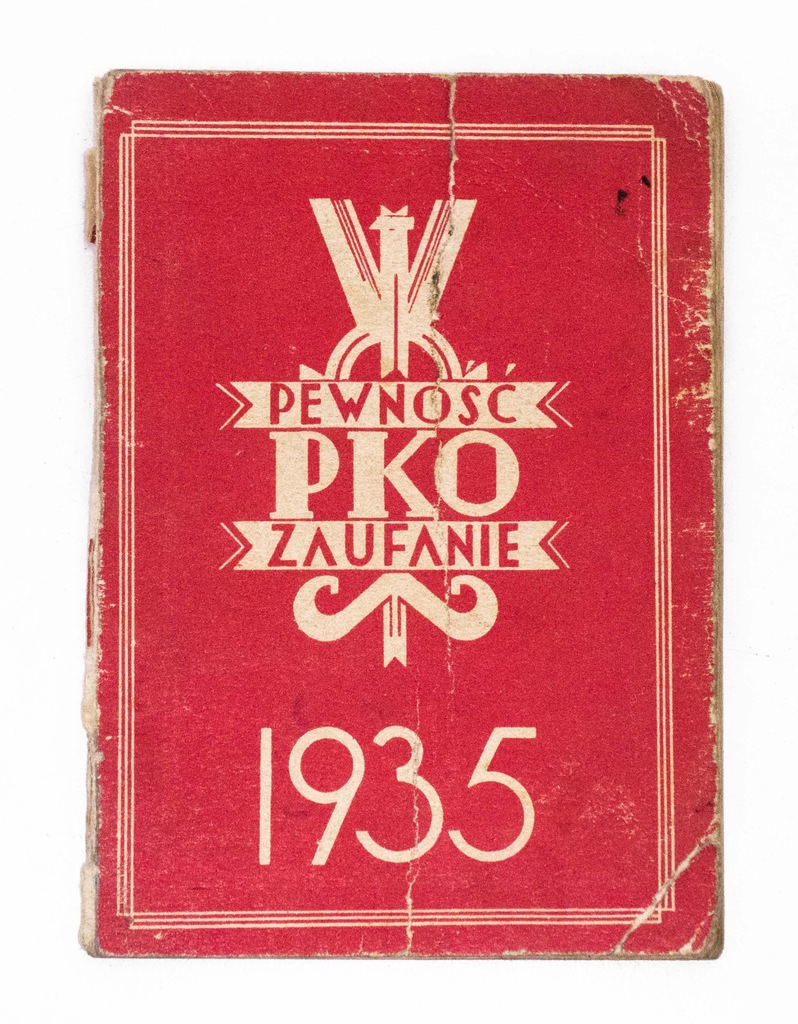 PEWNOŚĆ
PKO
ZAUFANIE
1935